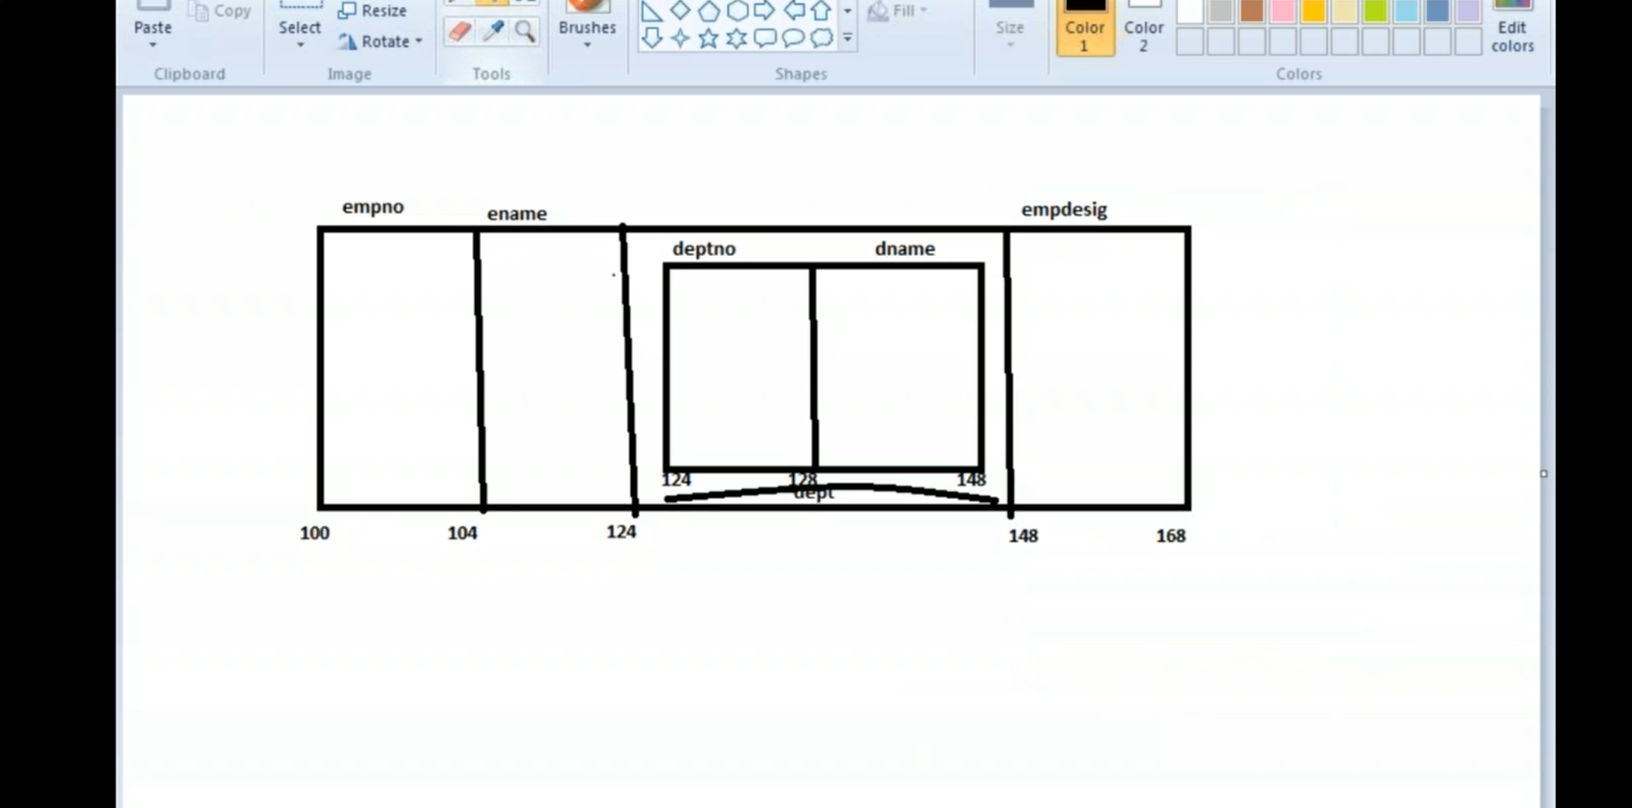 Copy
Paste
Select
Resize
Rotate
Brushes
Fill
Size
Color 1
Color 2
Edit colors
Clipboard
Image
Tools
Shapes
Colors
empno
ename
empdesig
deptno
dname
124
128
148
dept
100
104
124
148
168